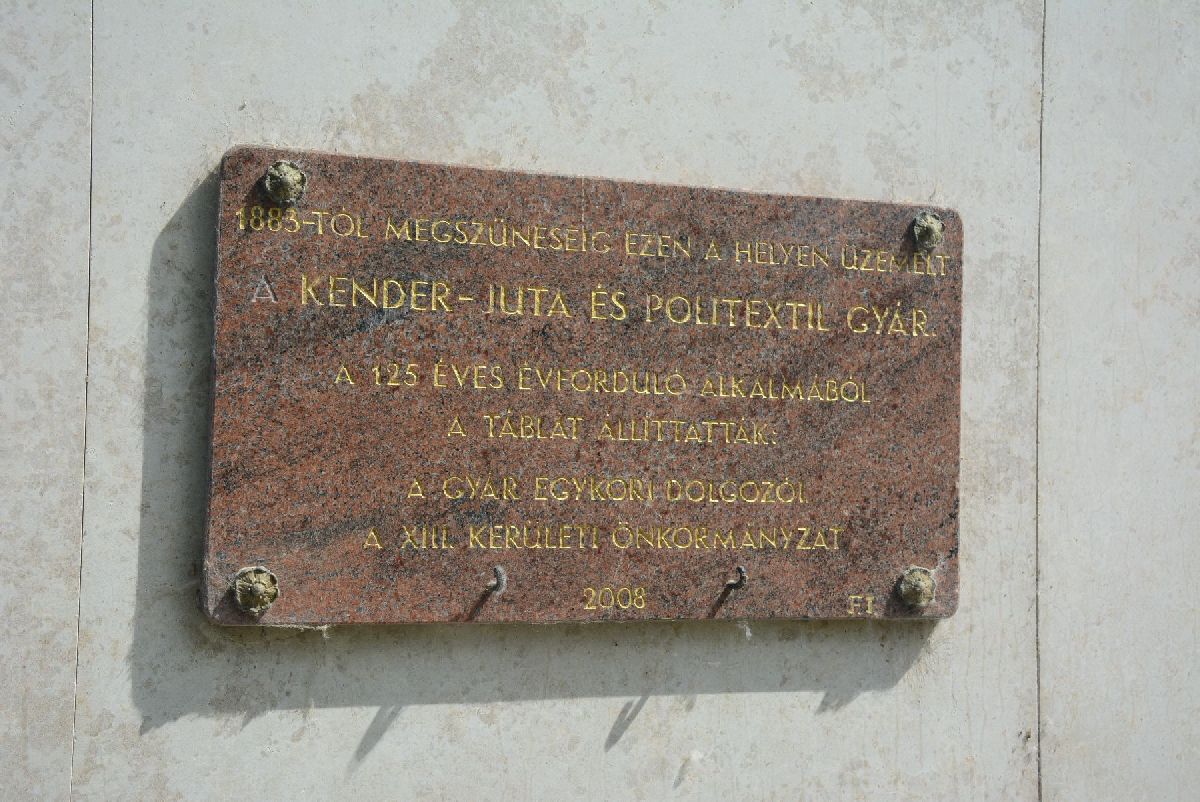 1883-TÓL MEGSZŰNÉSÉIG EZEN A HELYEN ÜZEMELT
A KENDER-JUTA ÉS POLITEXTIL GYÁR.
A 125 ÉVES ÉVFORDULÓ ALKALMÁBÓL
A TÁBLÁT ÁLLÍTTATTÁK:
A GYÁR EGYKORI DOLGOZÓI
A XIII. KERÜLETI ÖNKORMÁNYZAT
2008
F.I